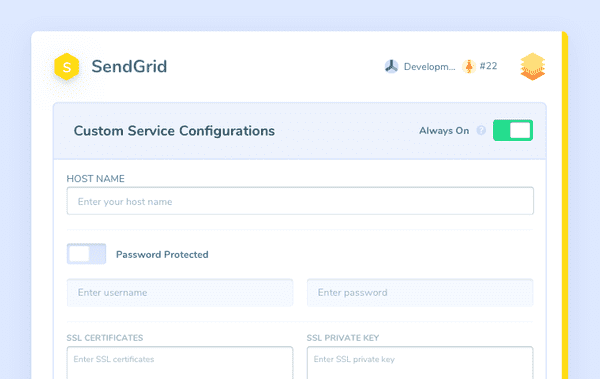 S SendGrid Developm... #22
Custom Service Configurations Always On ?
HOST NAME
Enter your host name
Password Protected
Enter username Enter password
SSL CERTIFICATES SSL PRIVATE KEY
Enter SSL certificates Enter SSL private key